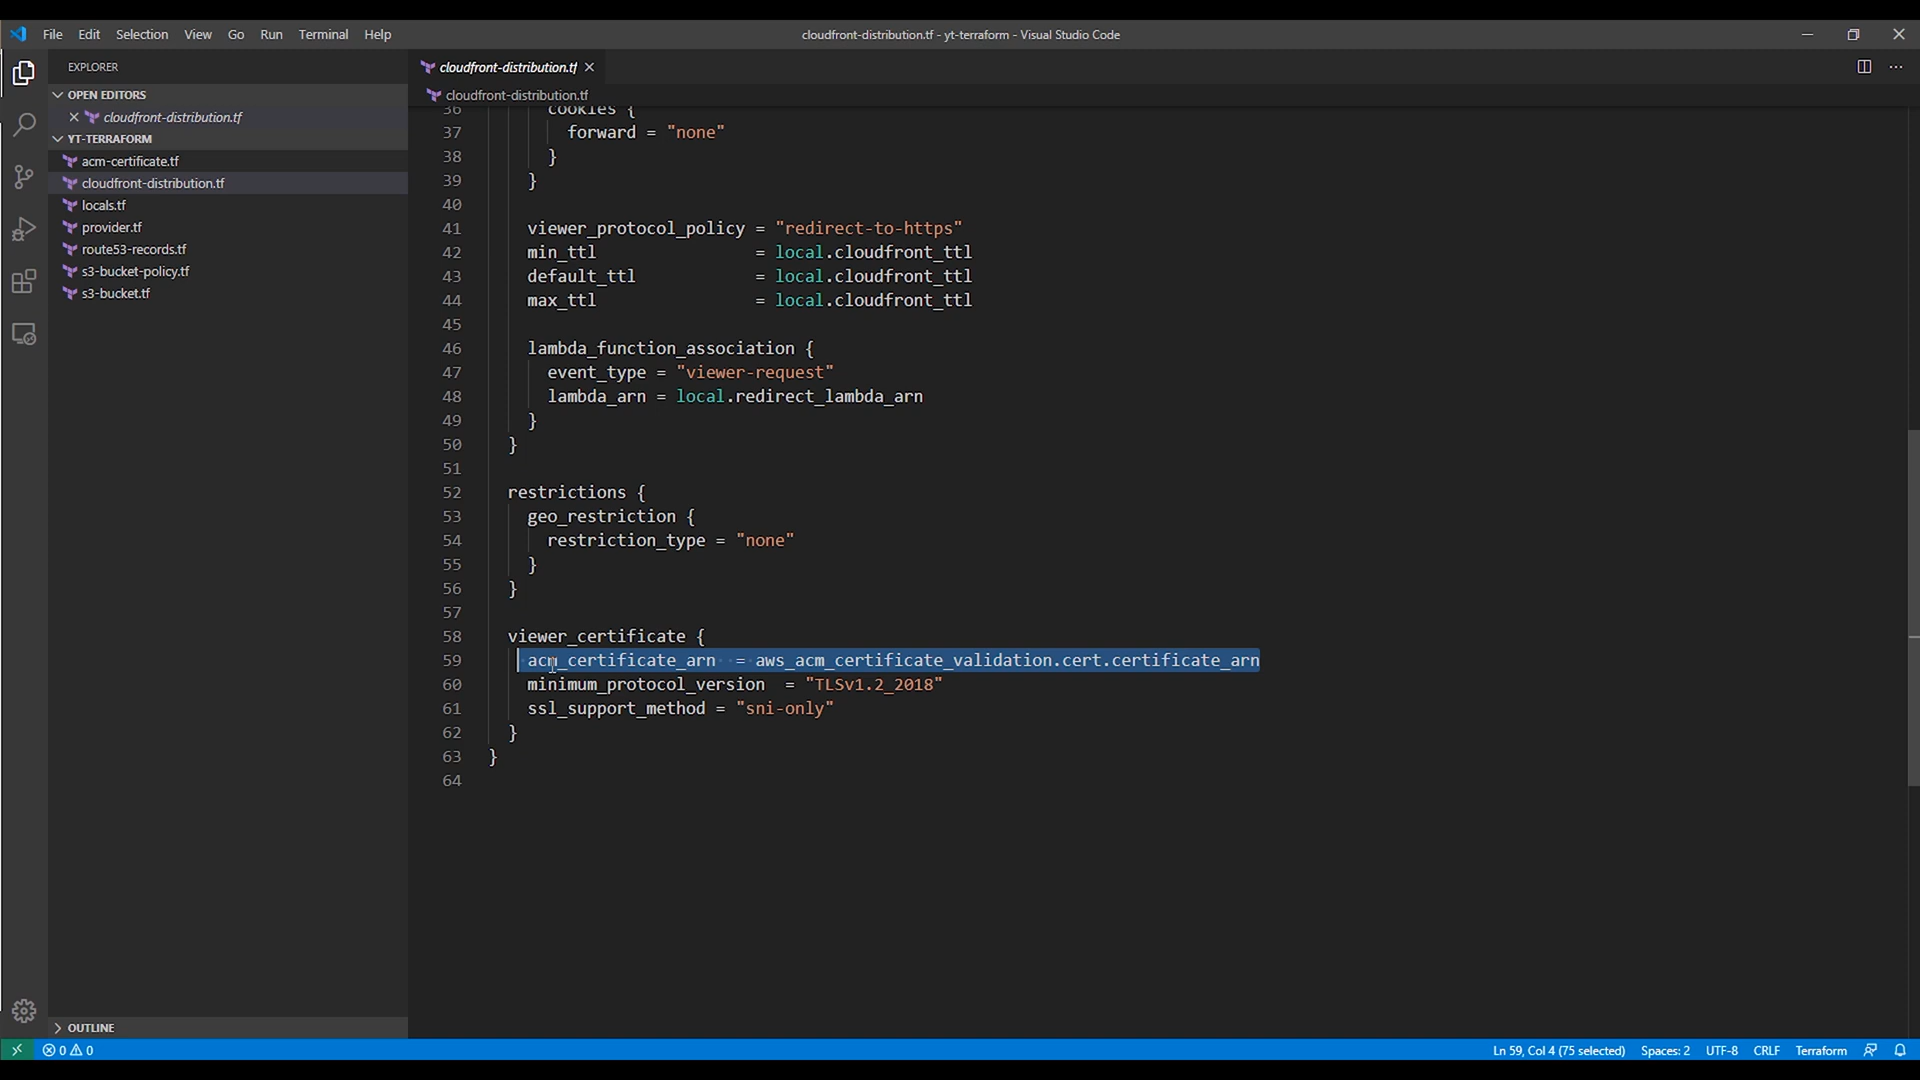 File Edit Selection View Go Run Terminal Help
cloudfront-distribution.tf - yt-terraform - Visual Studio Code
EXPLORER
OPEN EDITORS
cloudfront-distribution.tf
YT-TERRAFORM
acm-certificate.tf
cloudfront-distribution.tf
locals.tf
provider.tf
route53-records.tf
s3-bucket-policy.tf
s3-bucket.tf
OUTLINE
cloudfront-distribution.tf
cloudfront-distribution.tf
36 cookies {
37 forward = "none"
38 }
39 }
40
41 viewer_protocol_policy = "redirect-to-https"
42 min_ttl = local.cloudfront_ttl
43 default_ttl = local.cloudfront_ttl
44 max_ttl = local.cloudfront_ttl
45
46 lambda_function_association {
47 event_type = "viewer-request"
48 lambda_arn = local.redirect_lambda_arn
49 }
50 }
51
52 restrictions {
53 geo_restriction {
54 restriction_type = "none"
55 }
56 }
57
58 viewer_certificate {
59 acm_certificate_arn = aws_acm_certificate_validation.cert.certificate_arn
60 minimum_protocol_version = "TLSv1.2_2018"
61 ssl_support_method = "sni-only"
62 }
63 }
64
0 0 Ln 59, Col 4 (75 selected) Spaces: 2 UTF-8 CRLF Terraform